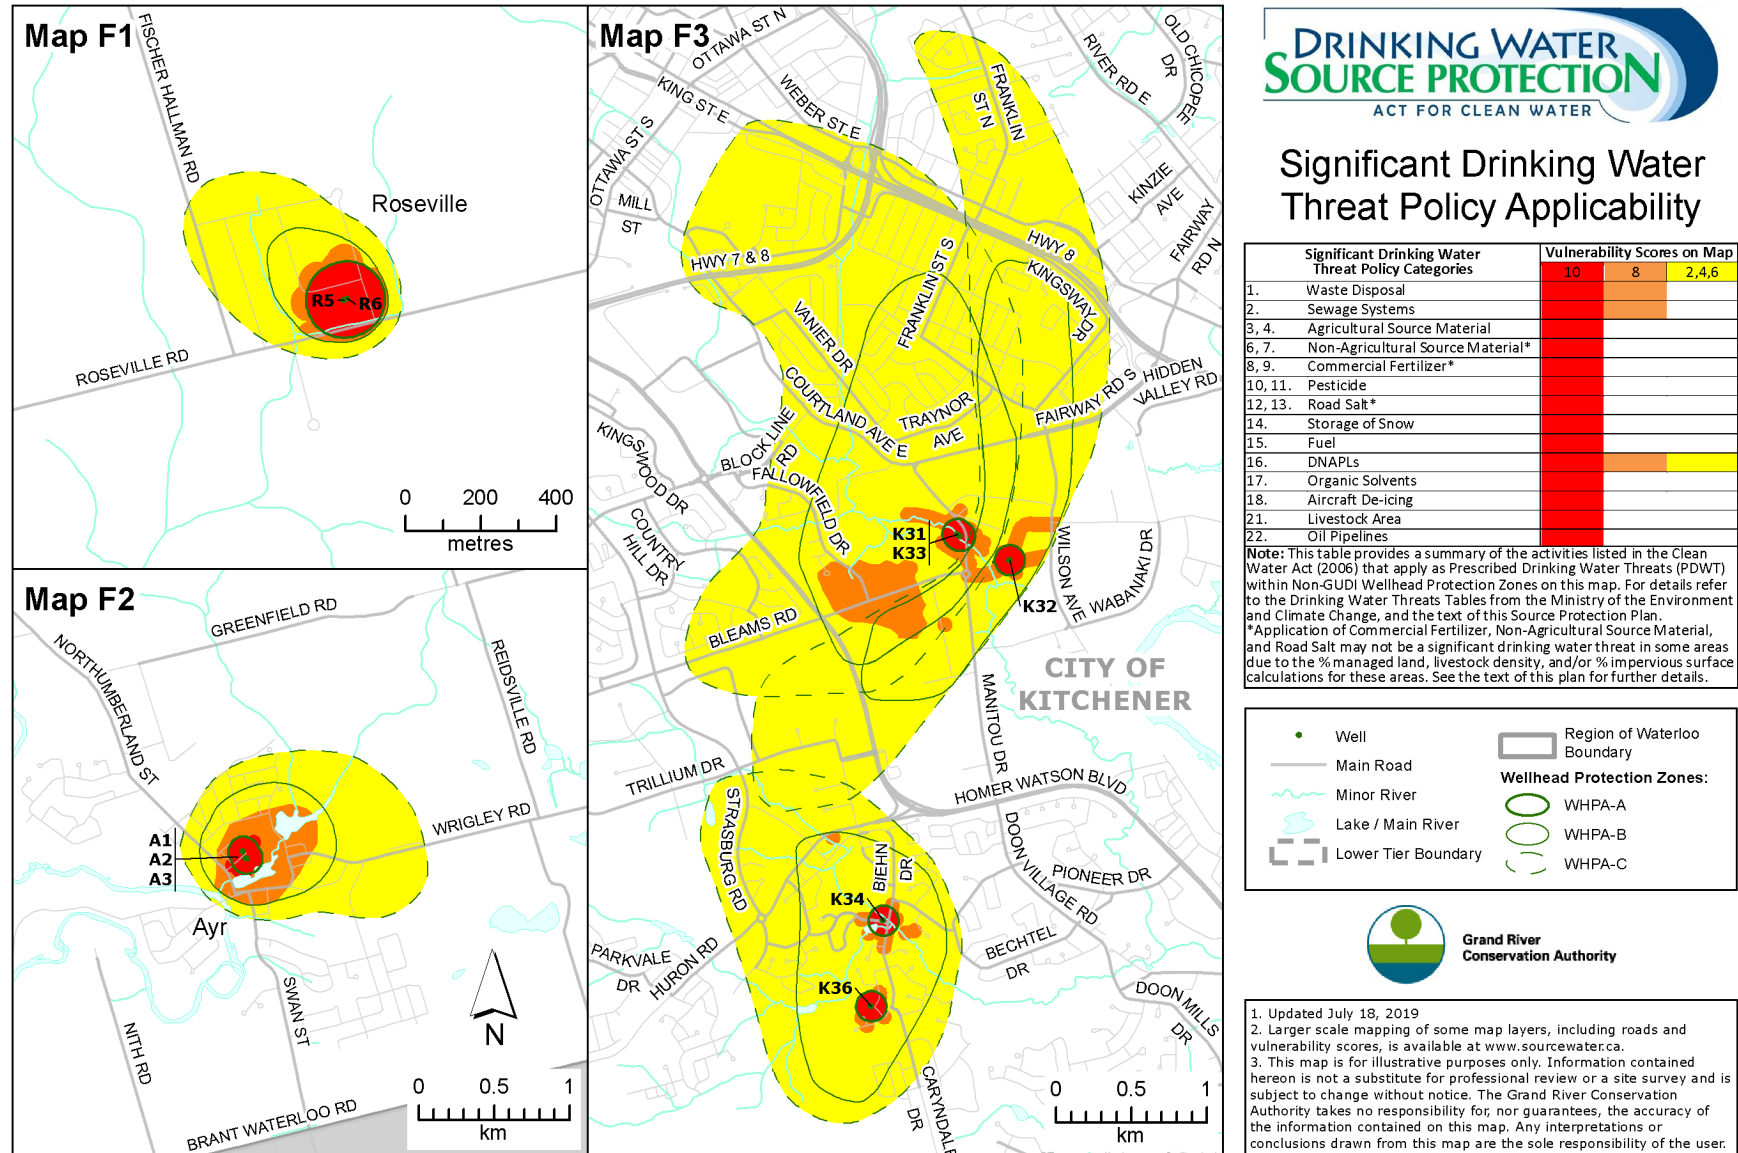 Map F1
FISCHER HALLMAN RD
Roseville
R5
R6
ROSEVILLE RD
0 200 400
metres
Map F2
GREENFIELD RD
NORTHUMBERLAND ST
REIDSVILLE RD
WRIGLEY RD
A1
A2
A3
Ayr
SWAN ST
NITH RD
BRANT WATERLOO RD
N
0 0.5 1
km
Map F3
OTTAWA ST N
KING ST E
WEBER ST E
OTTAWA ST S
MILL
ST
HWY 7 & 8
FRANKLIN
ST N
RIVER RD E
OLD CHICOPEE
DR
KINZIE
AVE
FAIRWAY
RD N
HWY 8
KINGSWAY
DR
FRANKLIN ST S
VANIER DR
COURTLAND AVE E
TRAYNOR
AVE
FAIRWAY RD S
HIDDEN
VALLEY RD
BLOCK LINE
RD
KINGSWOOD DR
FALLOWFIELD DR
COUNTRY
HILL DR
K31
K33
K32
WILSON AVE
WABANAKI DR
BLEAMS RD
CITY OF
KITCHENER
MANITOU DR
TRILLIUM DR
HOMER WATSON BLVD
STRASBURG RD
BIEHN
DR
DOON VILLAGE RD
PIONEER DR
K34
BECHTEL
DR
PARKVALE
DR
HURON RD
K36
DOON MILLS
DR
CARYNDALE
DR
0 0.5 1
km
DRINKING WATER
SOURCE PROTECTION
ACT FOR CLEAN WATER
Significant Drinking Water
Threat Policy Applicability
Significant Drinking Water
Threat Policy Categories
Vulnerability Scores on Map
10 8 2,4,6
1. Waste Disposal
2. Sewage Systems
3, 4. Agricultural Source Material
6, 7. Non-Agricultural Source Material*
8, 9. Commercial Fertilizer*
10, 11. Pesticide
12, 13. Road Salt*
14. Storage of Snow
15. Fuel
16. DNAPLs
17. Organic Solvents
18. Aircraft De-icing
21. Livestock Area
22. Oil Pipelines
Note: This table provides a summary of the activities listed in the Clean
Water Act (2006) that apply as Prescribed Drinking Water Threats (PDWT)
within Non-GUDI Wellhead Protection Zones on this map. For details refer
to the Drinking Water Threats Tables from the Ministry of the Environment
and Climate Change, and the text of this Source Protection Plan.
*Application of Commercial Fertilizer, Non-Agricultural Source Material,
and Road Salt may not be a significant drinking water threat in some areas
due to the % managed land, livestock density, and/or % impervious surface
calculations for these areas. See the text of this plan for further details.
Well
Main Road
Minor River
Lake / Main River
Lower Tier Boundary
Region of Waterloo
Boundary
Wellhead Protection Zones:
WHPA-A
WHPA-B
WHPA-C
Grand River
Conservation Authority
1. Updated July 18, 2019
2. Larger scale mapping of some map layers, including roads and
vulnerability scores, is available at www.sourcewater.ca.
3. This map is for illustrative purposes only. Information contained
hereon is not a substitute for professional review or a site survey and is
subject to change without notice. The Grand River Conservation
Authority takes no responsibility for, nor guarantees, the accuracy of
the information contained on this map. Any interpretations or
conclusions drawn from this map are the sole responsibility of the user.